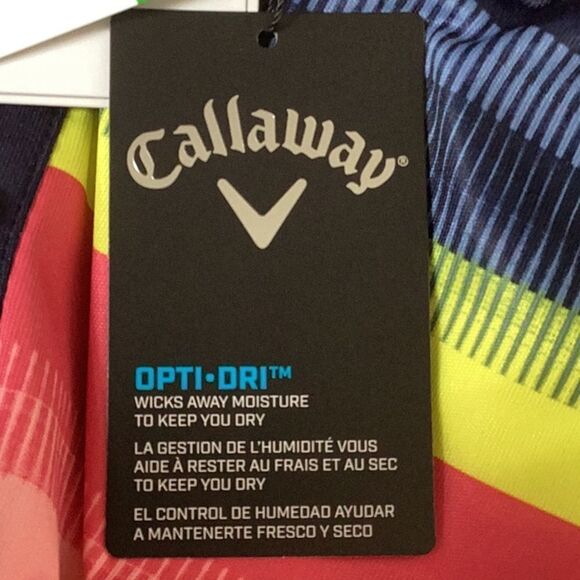 Callaway®
OPTI•DRI™
WICKS AWAY MOISTURE
TO KEEP YOU DRY
LA GESTION DE L'HUMIDITÉ VOUS
AIDE À RESTER AU FRAIS ET AU SEC
TO KEEP YOU DRY
EL CONTROL DE HUMEDAD AYUDAR
A MANTENERTE FRESCO Y SECO